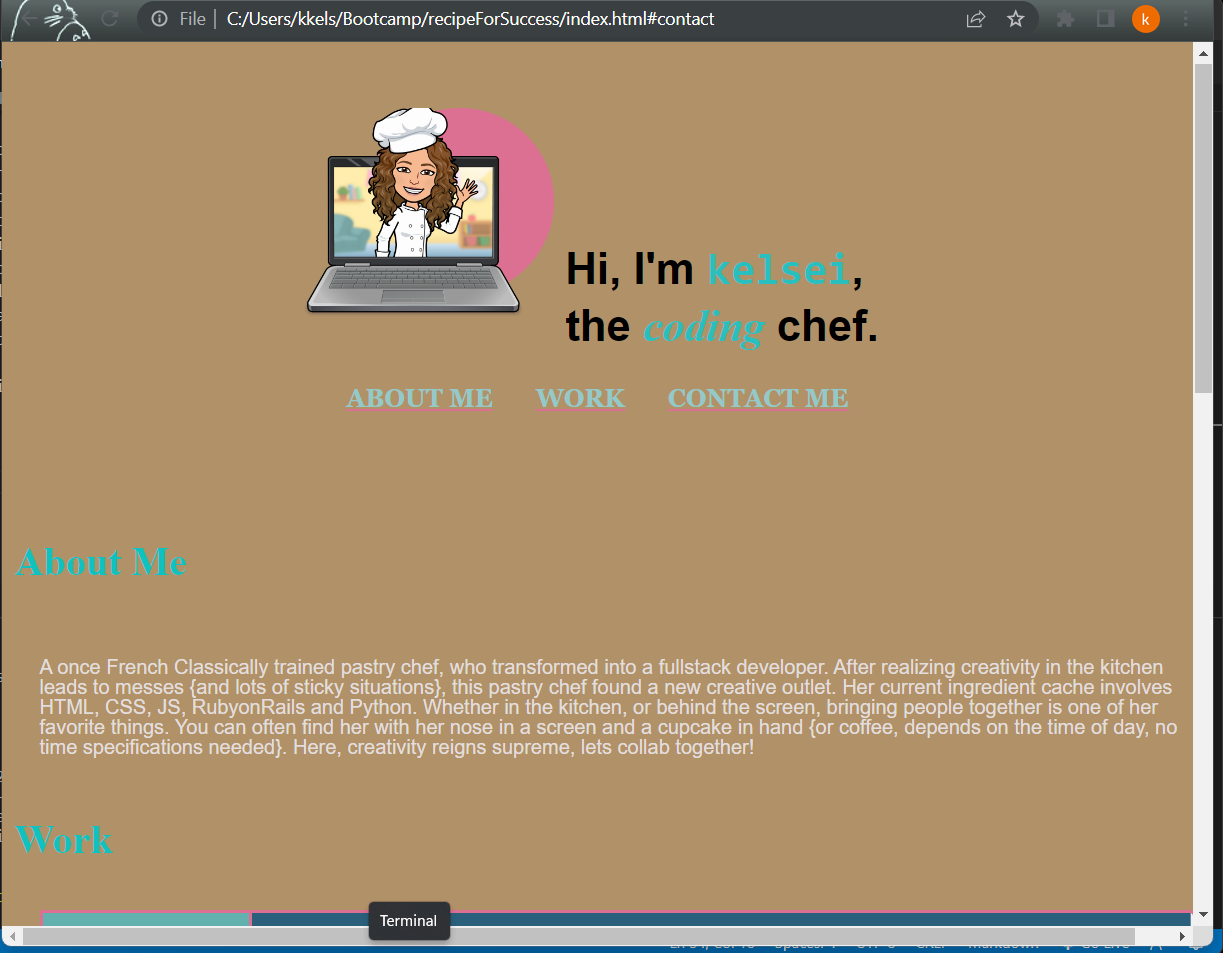 File | C:/Users/kkels/Bootcamp/recipeForSuccess/index.html#contact
k
Hi, I'm kelsei,
the coding chef.
ABOUT ME WORK CONTACT ME
About Me
A once French Classically trained pastry chef, who transformed into a fullstack developer. After realizing creativity in the kitchen
leads to messes {and lots of sticky situations}, this pastry chef found a new creative outlet. Her current ingredient cache involves
HTML, CSS, JS, RubyonRails and Python. Whether in the kitchen, or behind the screen, bringing people together is one of her
favorite things. You can often find her with her nose in a screen and a cupcake in hand {or coffee, depends on the time of day, no
time specifications needed}. Here, creativity reigns supreme, lets collab together!
Work
Terminal